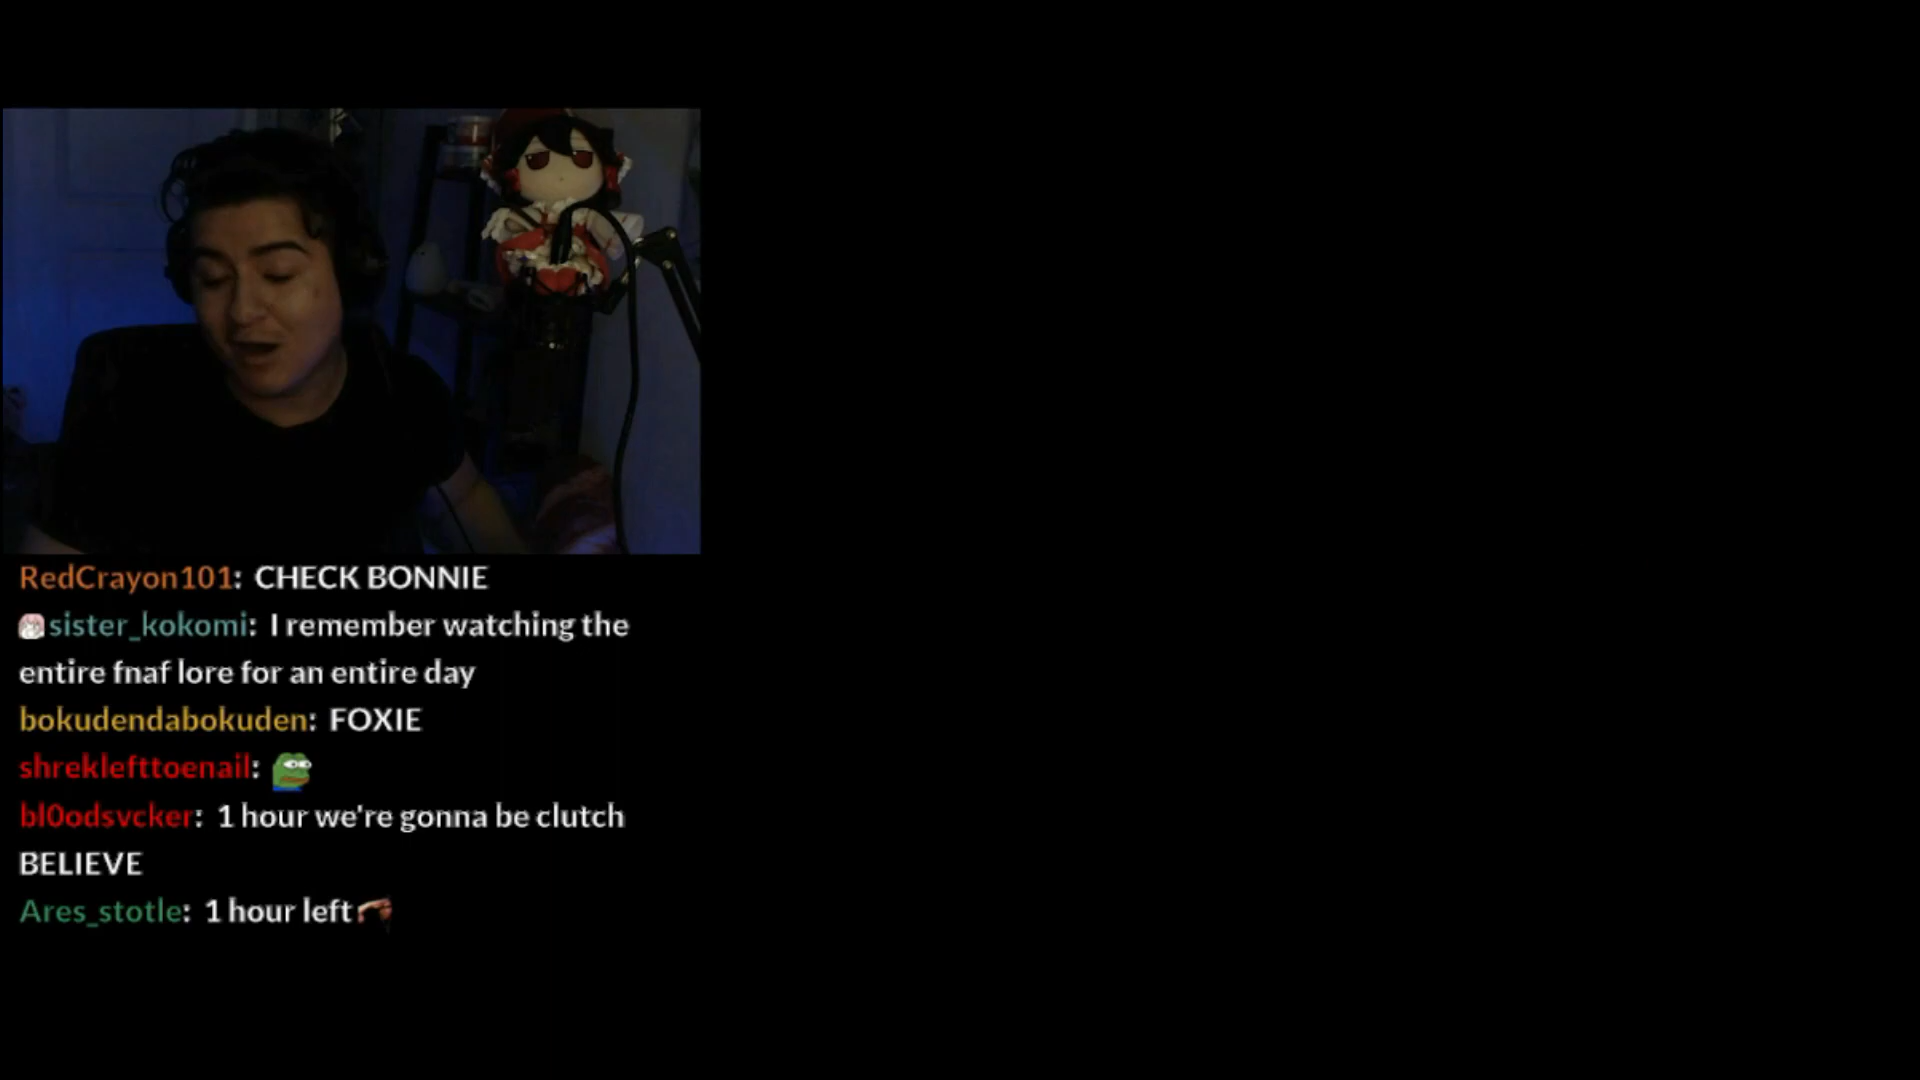 RedCrayon101: CHECK BONNIE
sister_kokomi: I remember watching the
entire fnaf lore for an entire day
bokudendabokuden: FOXIE
shreklefttoenail:
bl0odsvcker: 1 hour we're gonna be clutch
BELIEVE
Ares_stotle: 1 hour left